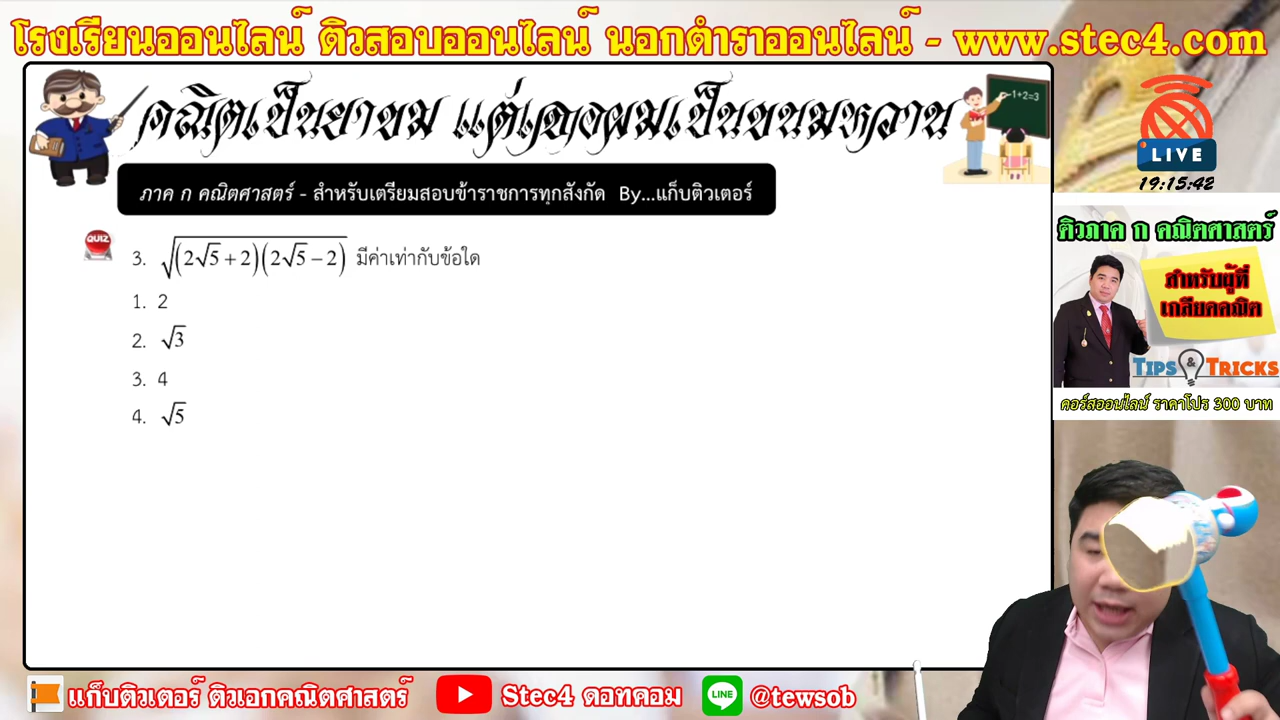 โรงเรียนออนไลน์ ติวสอบออนไลน์ นอกตำราออนไลน์ - www.stec4.com
คณิตเป็นยาขม แต่เคาองผมเป็นขนมหวาน
-1+2=3
LIVE
19:15:42
ภาค ก คณิตศาสตร์ - สำหรับเตรียมสอบข้าราชการทุกสังกัด By...แก็บติวเตอร์
ติวภาค ก คณิตศาสตร์
สำหรับผู้ที่
เกลียดคณิต
TIPS & TRICKS
คอร์สออนไลน์ ราคาโปร 300 บาท
QUIZ
3. √(2√5+2)(2√5−2) มีค่าเท่ากับข้อใด
1. 2
2. √3
3. 4
4. √5
แก็บติวเตอร์ ติวเอกคณิตศาสตร์ Stec4 ดอทคอม LINE @tewsob